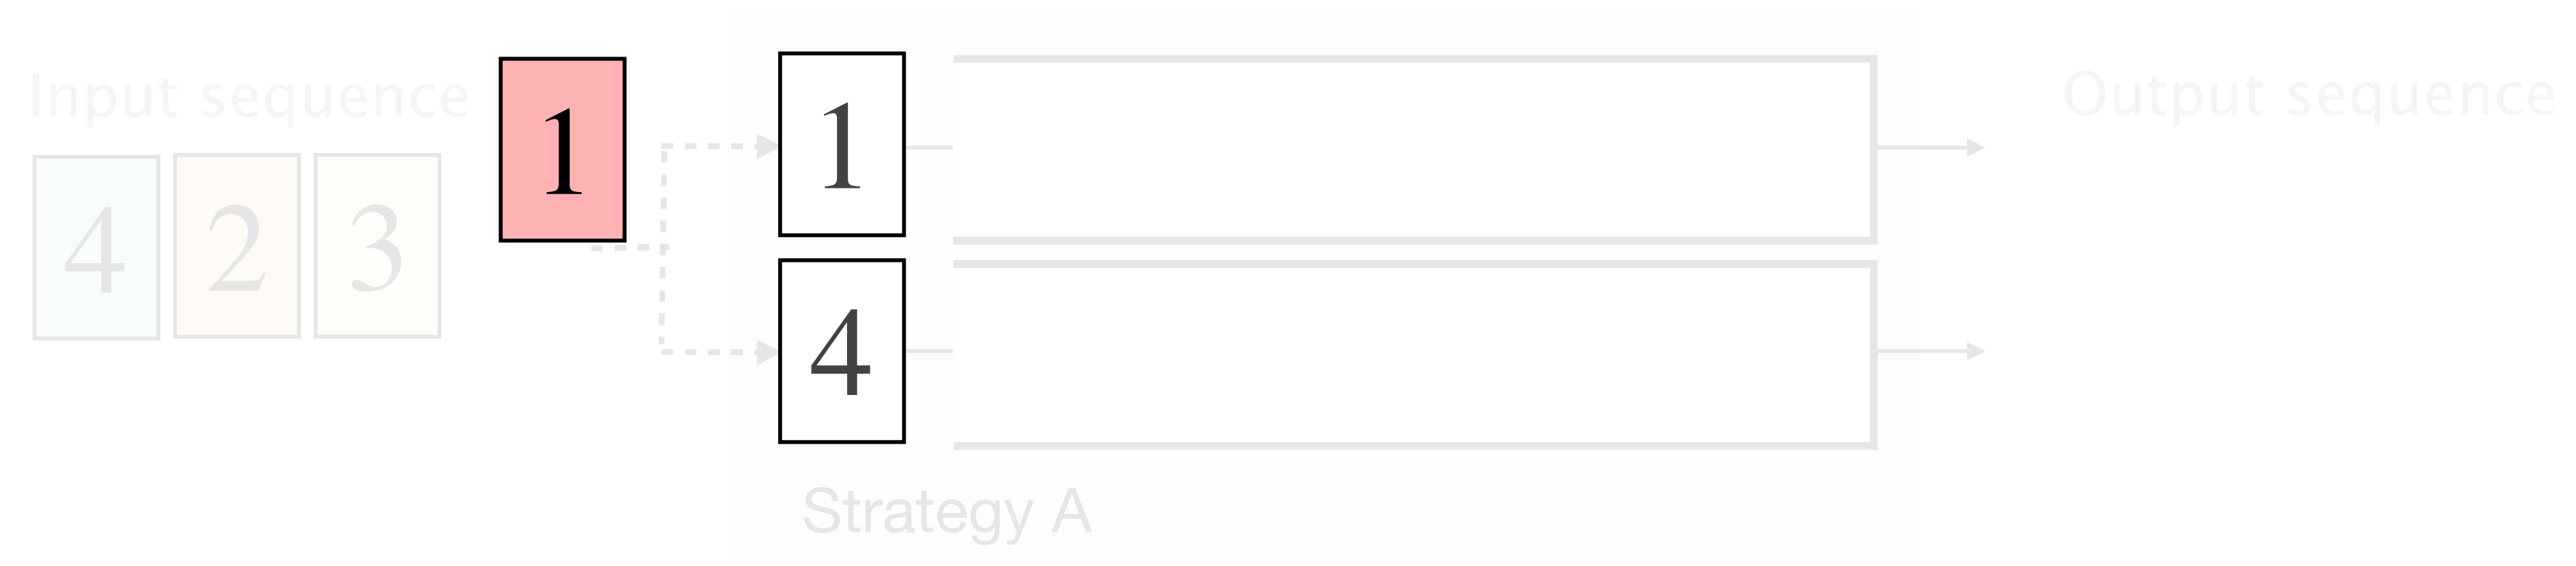 Input sequence
4 2 3
1
1
4
Strategy A
Output sequence